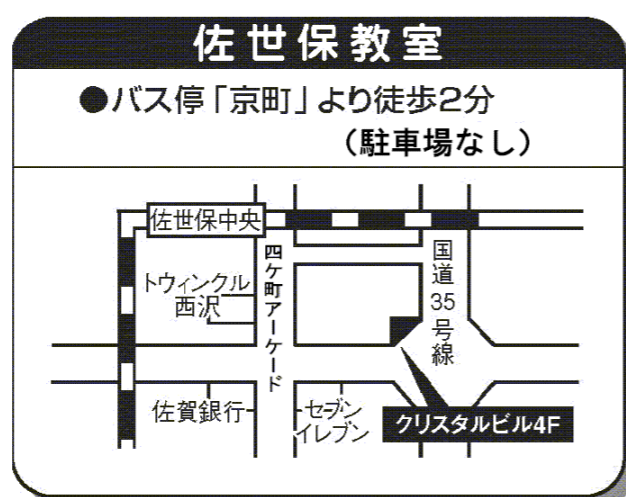 佐世保教室
●バス停「京町」より徒歩2分
（駐車場なし）
佐世保中央
四ケ町アーケード
国道35号線
トウィンクル
西沢
佐賀銀行
セブン
イレブン
クリスタルビル4F